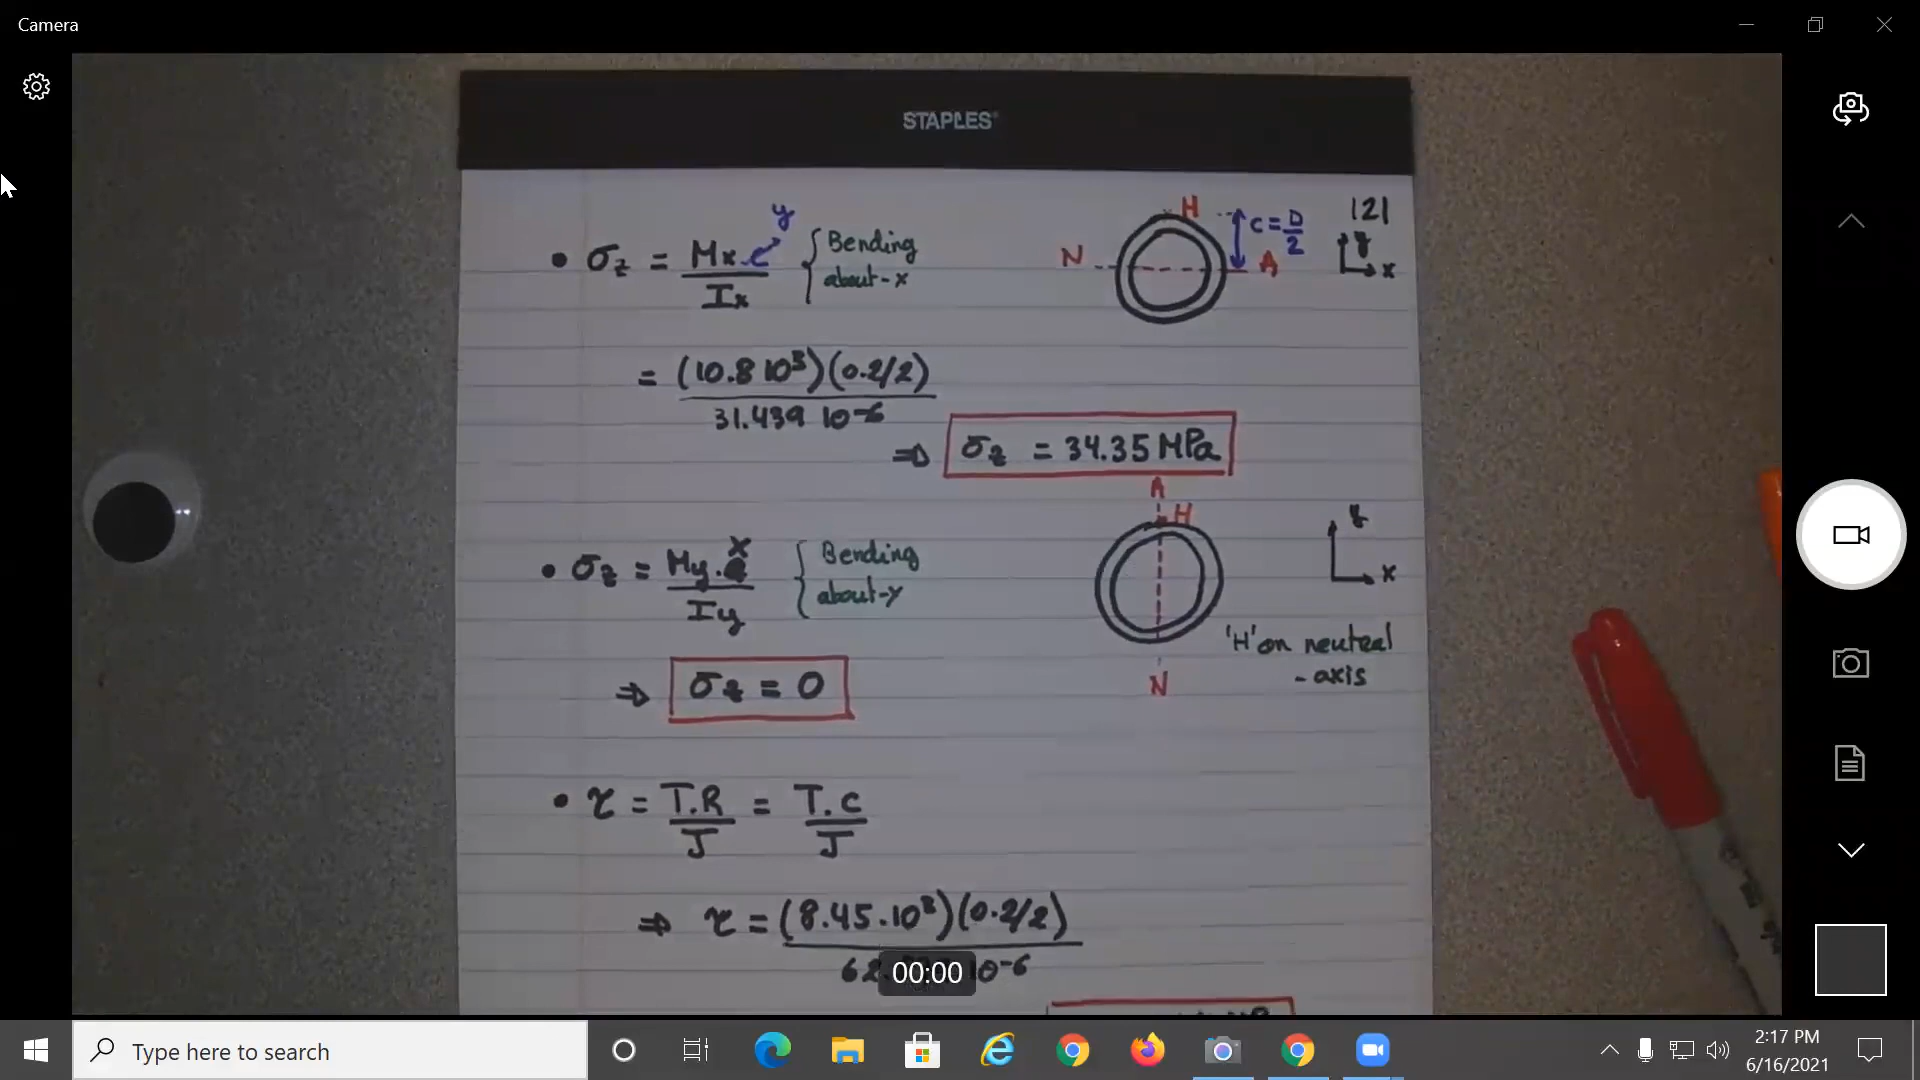 Camera
STAPLES
121
y
• σz = Mx.c { Bending
Ix about-x
H
c = D
2
N A
y
x
= (10.8 10³)(0.2/2)
31.439 10-6
⇒ σz = 34.35 MPa
A
H
y
x
x
• σz = My.c { Bending
Iy about-y
'H' on neutral
- axis
N
⇒ σz = 0
• τ = T.R = T.C
J J
⇒ τ = (8.45.10³)(0.2/2)
10-6
00:00
Type here to search
2:17 PM
6/16/2021